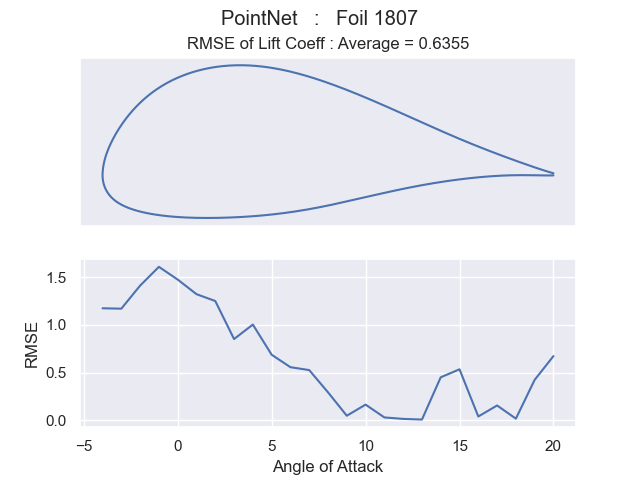 PointNet : Foil 1807
RMSE of Lift Coeff : Average = 0.6355
1.5
1.0
0.5
0.0
RMSE
−5
0
5
10
15
20
Angle of Attack